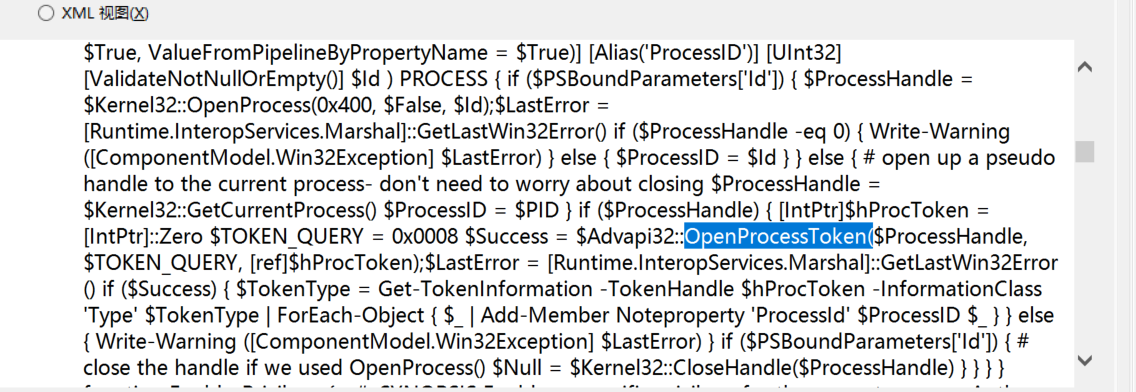 XML 视图(X)
$True, ValueFromPipelineByPropertyName = $True)] [Alias('ProcessID')] [UInt32]
[ValidateNotNullOrEmpty()] $Id ) PROCESS { if ($PSBoundParameters['Id']) { $ProcessHandle =
$Kernel32::OpenProcess(0x400, $False, $Id);$LastError =
[Runtime.InteropServices.Marshal]::GetLastWin32Error() if ($ProcessHandle -eq 0) { Write-Warning
([ComponentModel.Win32Exception] $LastError) } else { $ProcessID = $Id } } else { # open up a pseudo
handle to the current process- don't need to worry about closing $ProcessHandle =
$Kernel32::GetCurrentProcess() $ProcessID = $PID } if ($ProcessHandle) { [IntPtr]$hProcToken =
[IntPtr]::Zero $TOKEN_QUERY = 0x0008 $Success = $Advapi32::OpenProcessToken($ProcessHandle,
$TOKEN_QUERY, [ref]$hProcToken);$LastError = [Runtime.InteropServices.Marshal]::GetLastWin32Error
() if ($Success) { $TokenType = Get-TokenInformation -TokenHandle $hProcToken -InformationClass
'Type' $TokenType | ForEach-Object { $_ | Add-Member Noteproperty 'ProcessId' $ProcessID $_ } } else
{ Write-Warning ([ComponentModel.Win32Exception] $LastError) } if ($PSBoundParameters['Id']) { #
close the handle if we used OpenProcess() $Null = $Kernel32::CloseHandle($ProcessHandle) } } } }